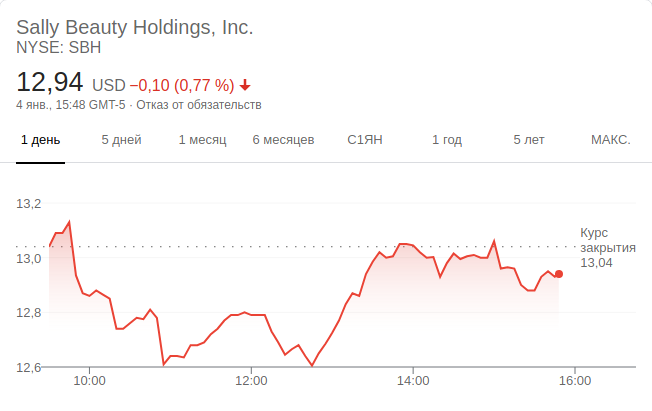 Sally Beauty Holdings, Inc.
NYSE: SBH
12,94 USD −0,10 (0,77 %)
4 янв., 15:48 GMT-5 · Отказ от обязательств
1 день 5 дней 1 месяц 6 месяцев С1ЯН 1 год 5 лет МАКС.
13,2
Курс
закрытия
13,04
13,0
12,8
12,6
10:00 12:00 14:00 16:00